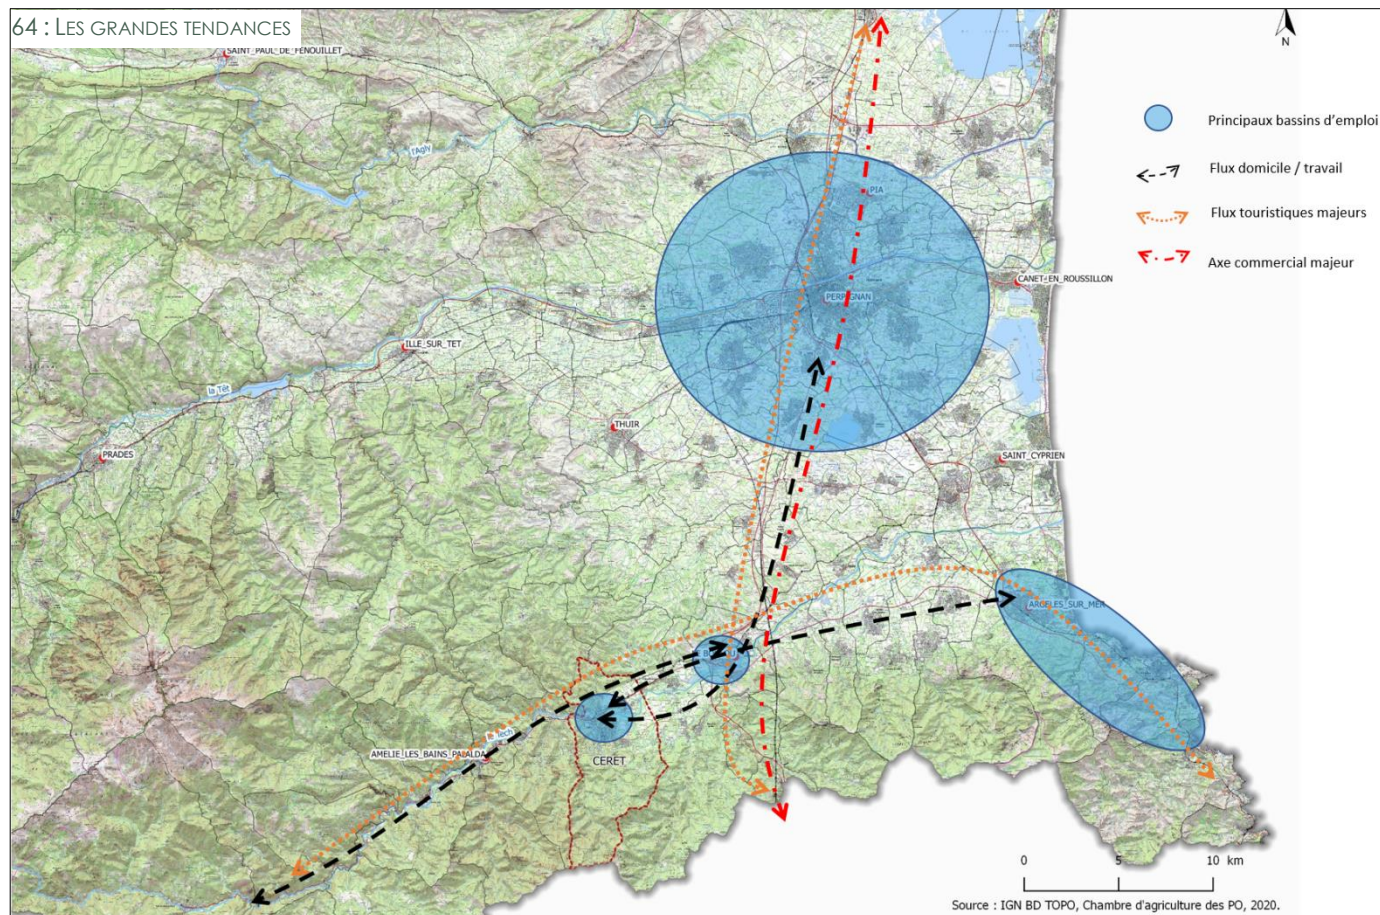 64 : LES GRANDES TENDANCES
N
SAINT_PAUL_DE_FENOUILLET
l'Agly
Principaux bassins d'emploi
Flux domicile / travail
Flux touristiques majeurs
Axe commercial majeur
PIA
CANET_EN_ROUSSILLON
PERPIGNAN
ILLE_SUR_TET
la Têt
THUIR
PRADES
SAINT_CYPRIEN
ARGELES_SUR_MER
le Tech
AMELIE_LES_BAINS_PALALDA
CERET
0 5 10 km
Source : IGN BD TOPO, Chambre d'agriculture des PO, 2020.